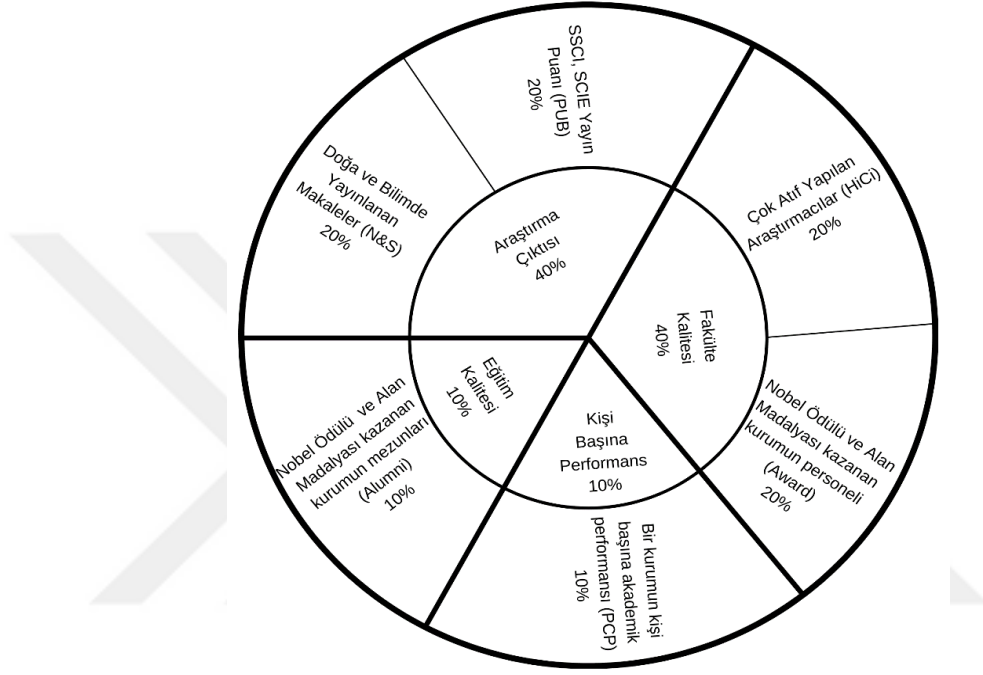 SSCI, SCIE Yayın
Puanı (PUB)
20%
Çok Atıf Yapılan
Araştırmacılar (HiCi)
20%
Doğa ve Bilimde
Yayınlanan
Makaleler (N&S)
20%
Araştırma
Çıktısı
40%
Fakülte
Kalitesi
40%
Eğitim
Kalitesi
10%
Kişi
Başına
Performans
10%
Nobel Ödülü ve Alan
Madalyası kazanan
kurumun mezunları
(Alumni)
10%
Nobel Ödülü ve Alan
Madalyası kazanan
kurumun personeli
(Award)
20%
Bir kurumun kişi
başına akademik
performansı (PCP)
10%